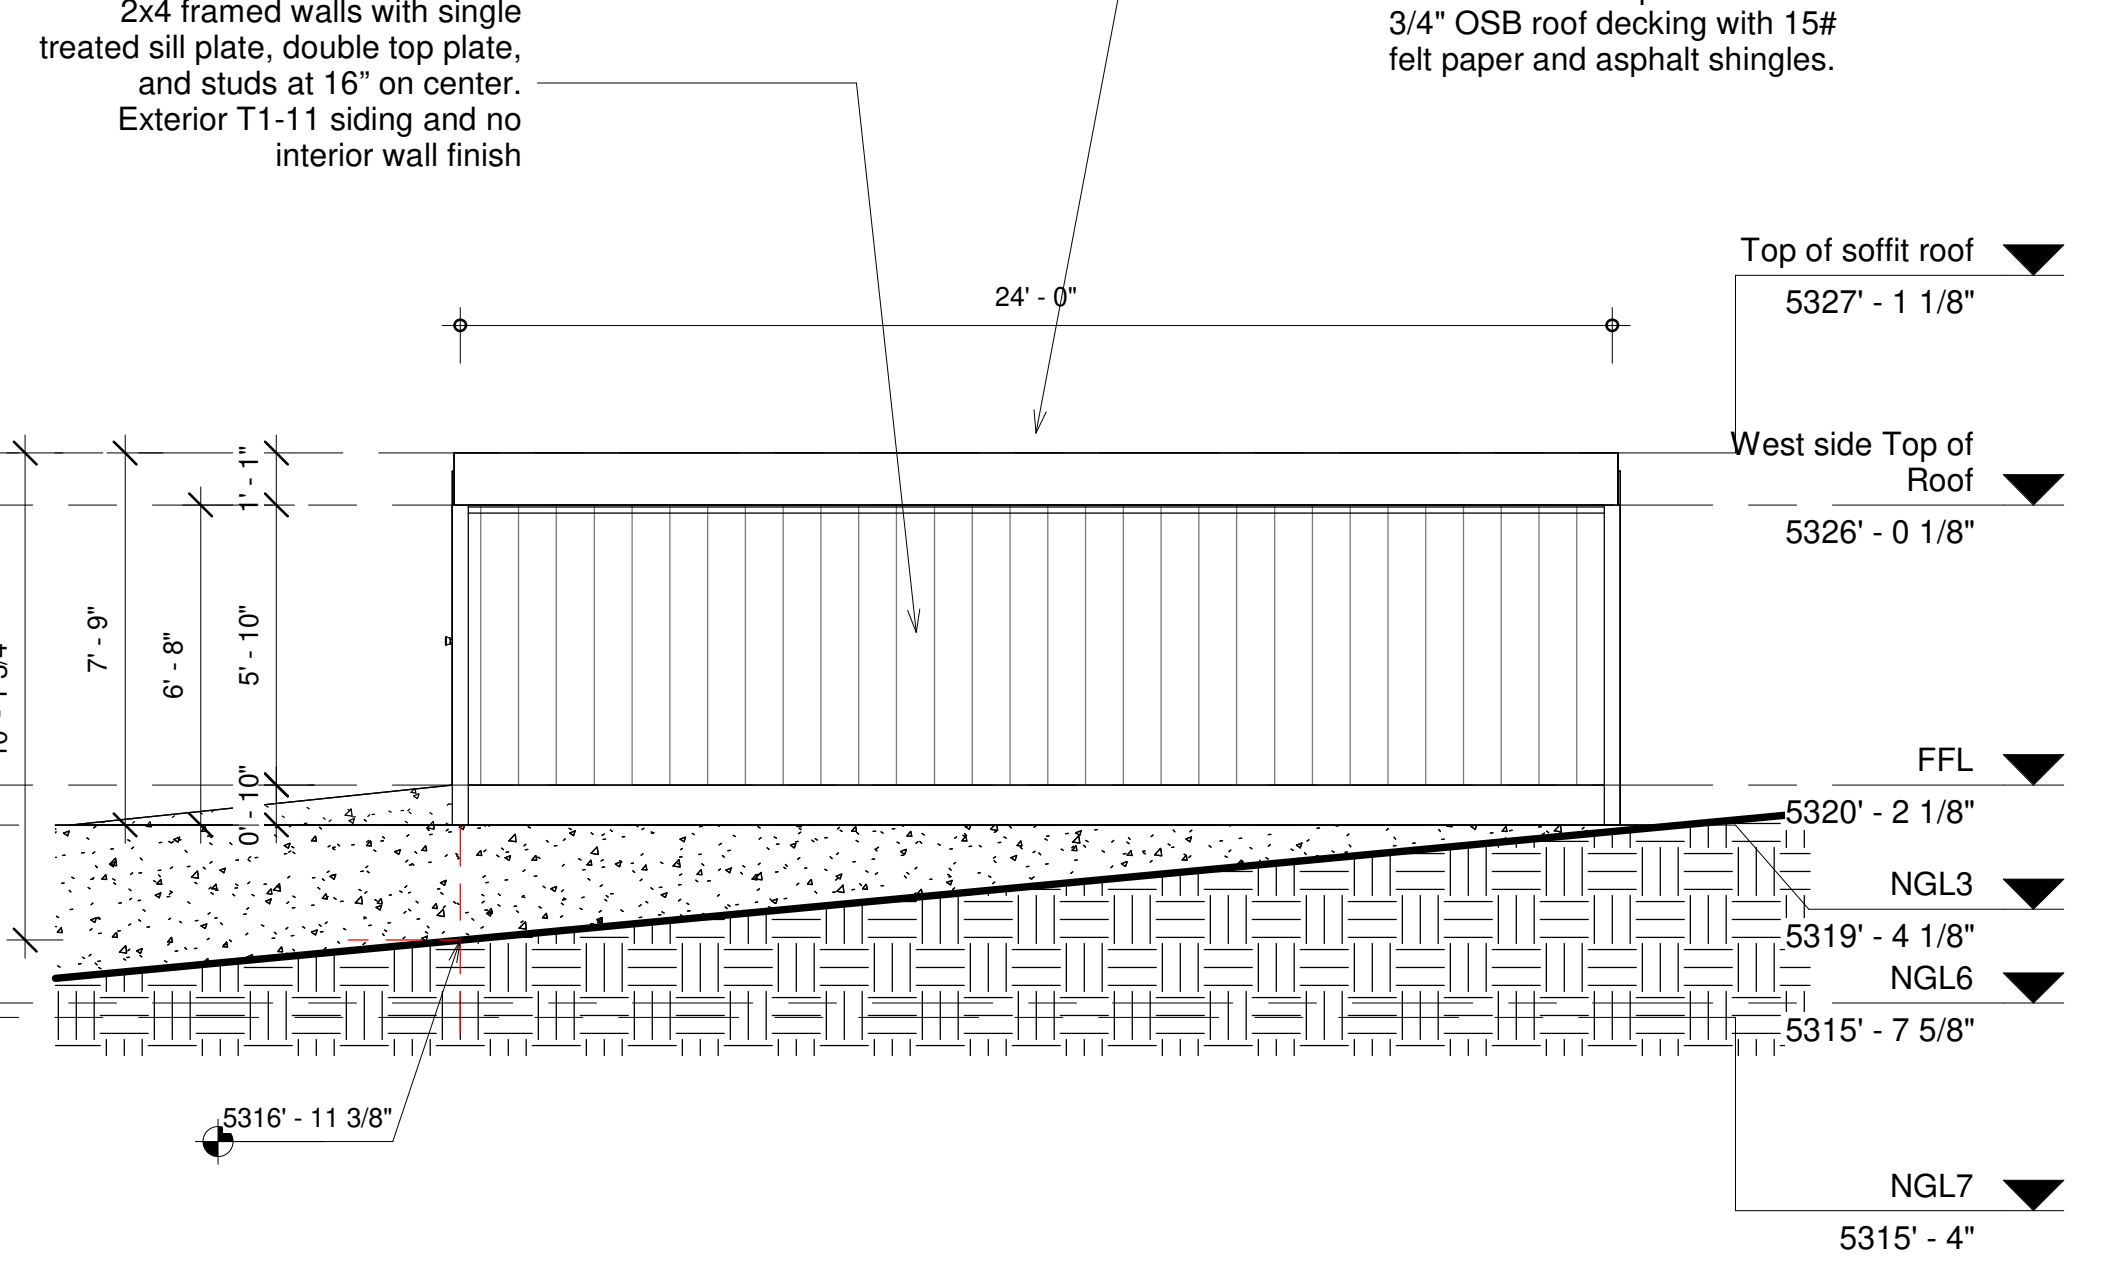 2x4 framed walls with single
treated sill plate, double top plate,
and studs at 16” on center.
Exterior T1-11 siding and no
interior wall finish
3/4" OSB roof decking with 15#
felt paper and asphalt shingles.
Top of soffit roof
5327' - 1 1/8"
24' - 0"
West side Top of
Roof
5326' - 0 1/8"
1' - 1"
7' - 9"
6' - 8"
5' - 10"
0' - 10"
FFL
5320' - 2 1/8"
NGL3
5319' - 4 1/8"
NGL6
5315' - 7 5/8"
5316' - 11 3/8"
NGL7
5315' - 4"